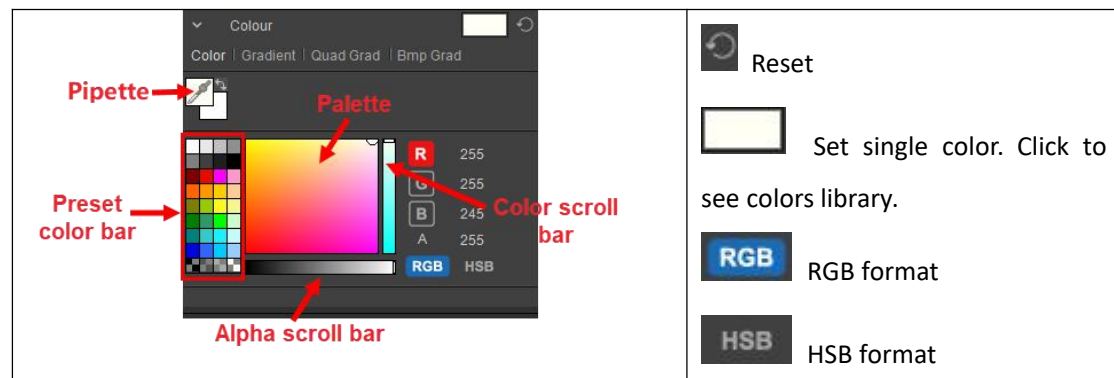 Colour
Color | Gradient | Quad Grad | Bmp Grad
Pipette
Palette
R 255
G 255
B 245
A 255
Preset
color bar
Color scroll
bar
RGB HSB
Alpha scroll bar
Reset
Set single color. Click to
see colors library.
RGB RGB format
HSB HSB format